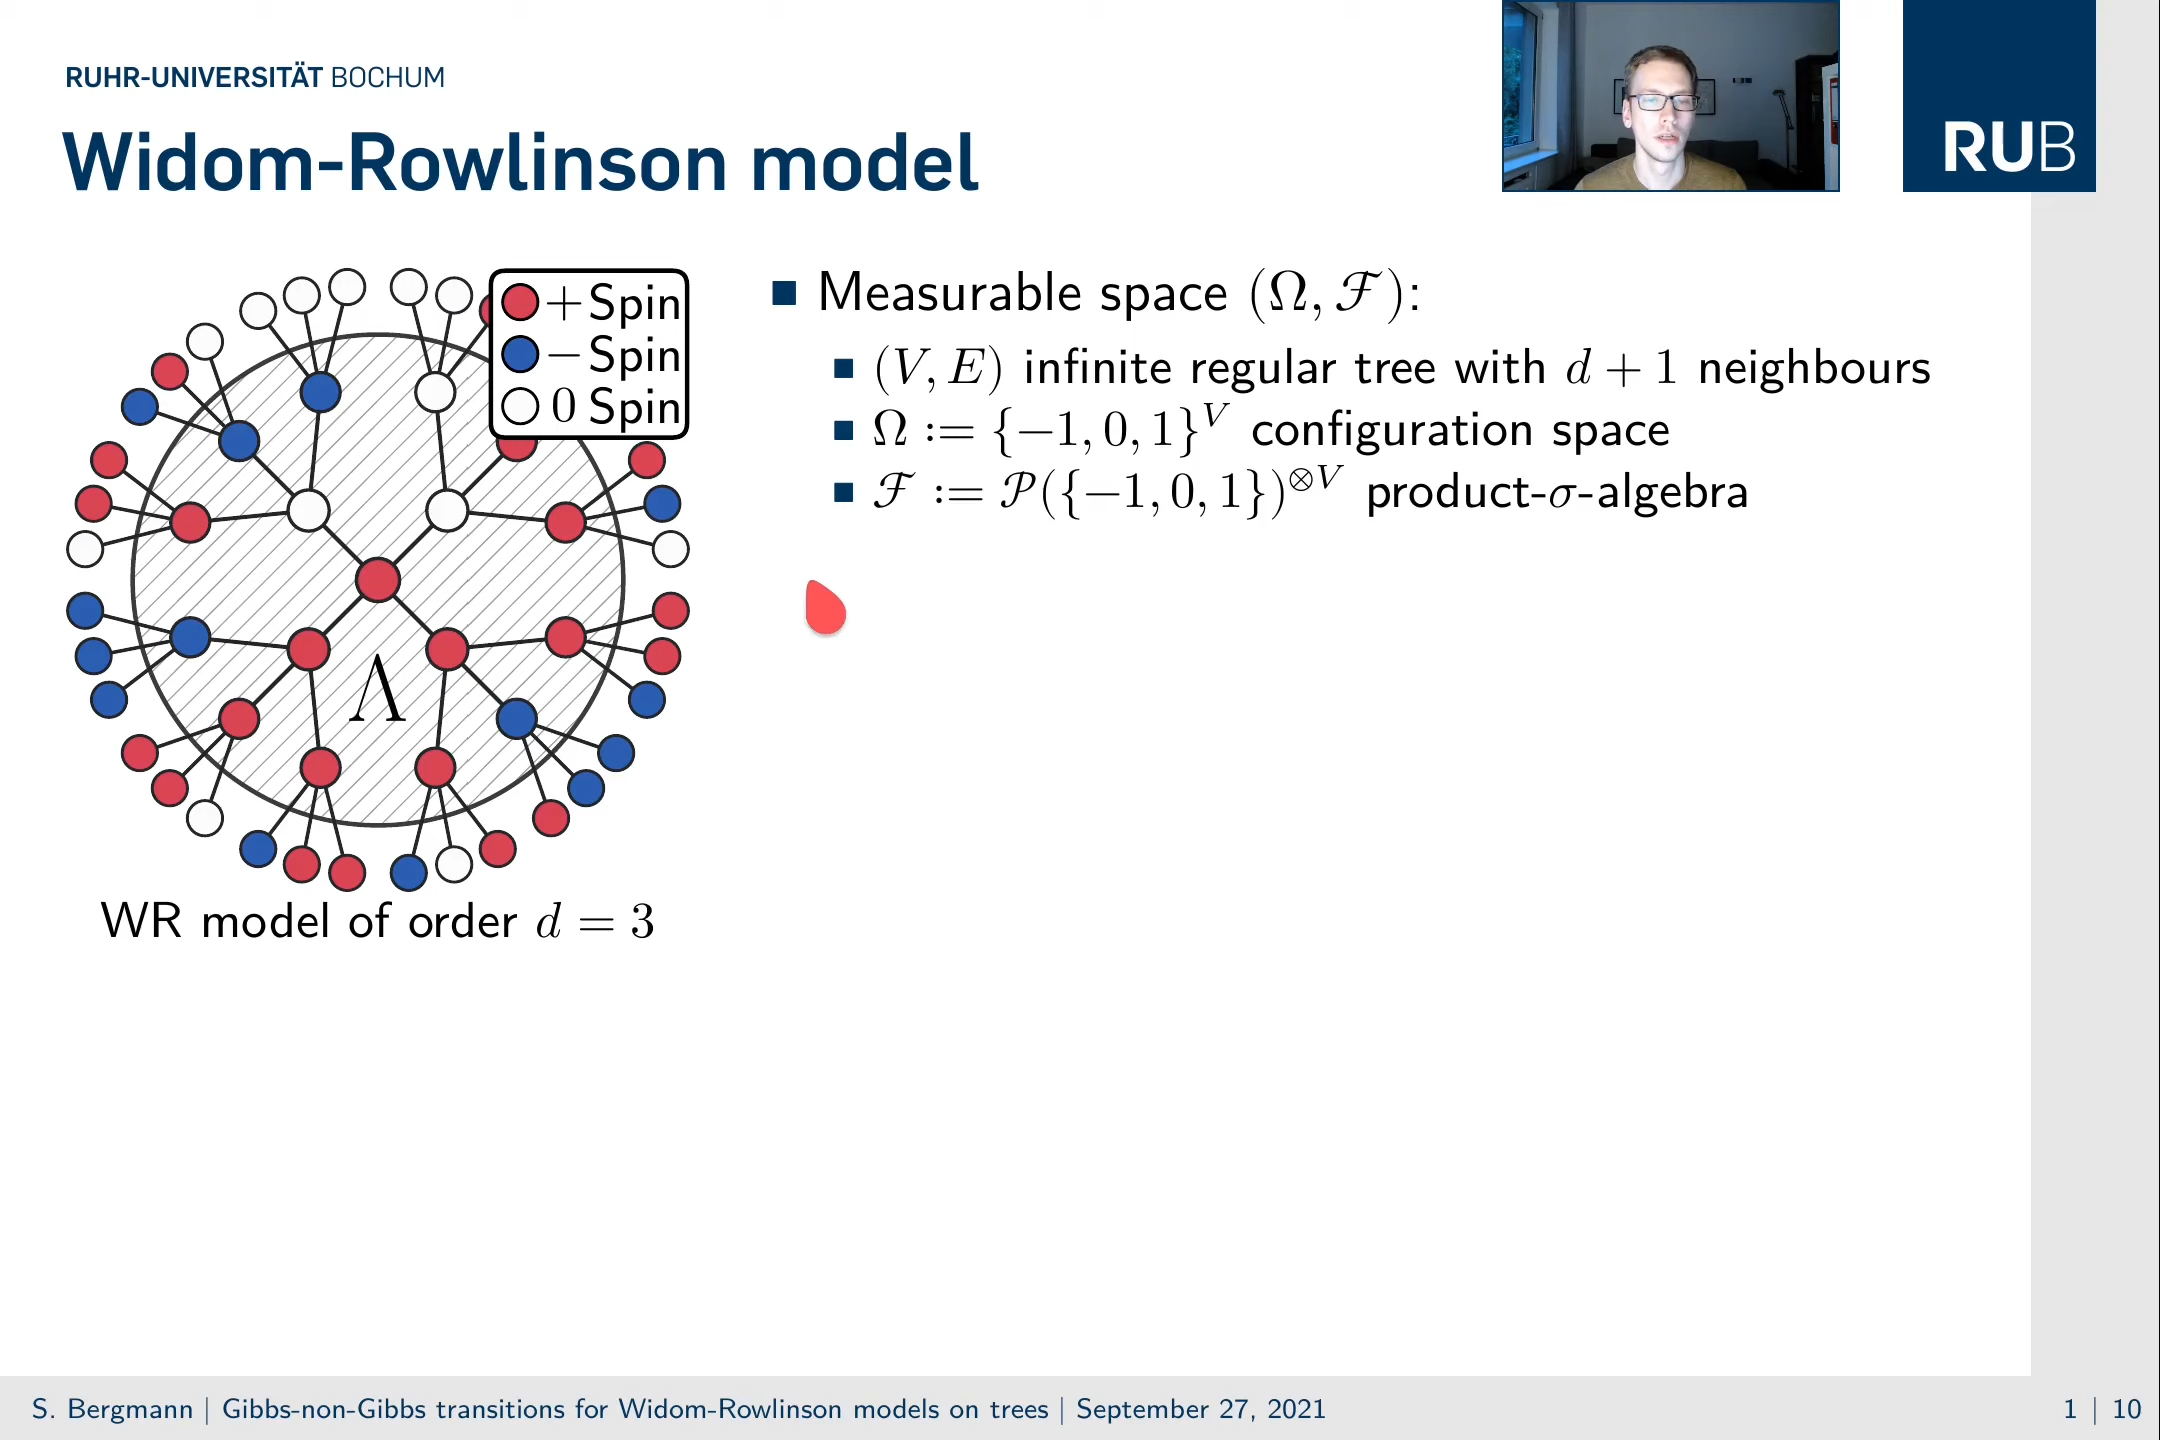 RUHR-UNIVERSITÄT BOCHUM
RUB
Widom-Rowlinson model
+ Spin
− Spin
0 Spin
Λ
WR model of order d = 3
Measurable space (Ω, ℱ):
(V, E) infinite regular tree with d + 1 neighbours
Ω := {−1, 0, 1}^V configuration space
ℱ := 𝒫({−1, 0, 1})^{⊗V} product-σ-algebra
S. Bergmann | Gibbs-non-Gibbs transitions for Widom-Rowlinson models on trees | September 27, 2021
1 | 10